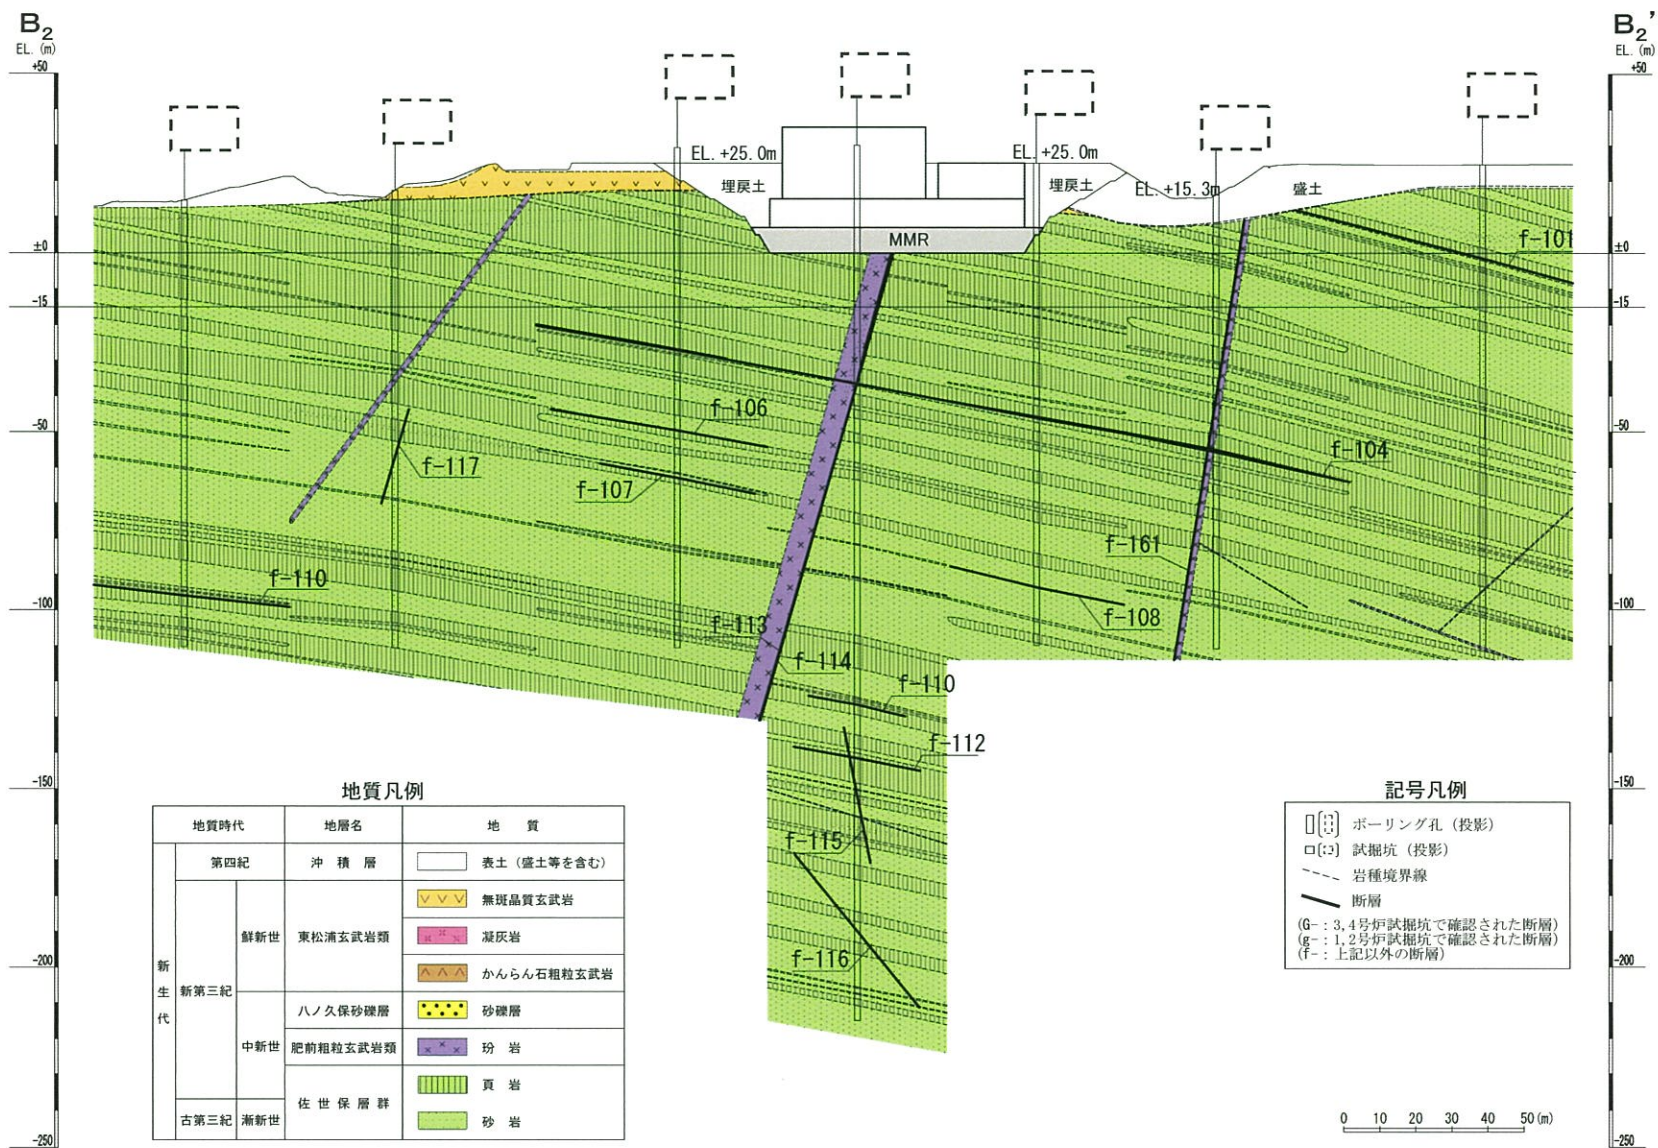 B₂
EL. (m)
+50
±0
-15
-50
-100
-150
-200
-250
B₂'
EL. (m)
+50
±0
-15
-50
-100
-150
-200
-250
EL. +25.0m
EL. +25.0m
埋戻土
埋戻土
EL. +15.3m
盛土
MMR
f-101
f-106
f-117
f-107
f-104
f-161
f-110
f-108
f-113
f-114
f-110
f-112
f-115
f-116
地質凡例
地質時代 地層名 地 質
新生代
第四紀 沖 積 層 表土 (盛土等を含む)
新第三紀 鮮新世 東松浦玄武岩類 無斑晶質玄武岩
凝灰岩
かんらん石粗粒玄武岩
中新世 八ノ久保砂礫層 砂礫層
肥前粗粒玄武岩類 玢 岩
佐 世 保 層 群 頁 岩
古第三紀 漸新世 砂 岩
記号凡例
ボーリング孔 (投影)
試掘坑 (投影)
岩種境界線
断層
(G- : 3,4号炉試掘坑で確認された断層)
(g- : 1,2号炉試掘坑で確認された断層)
(f- : 上記以外の断層)
0 10 20 30 40 50 (m)